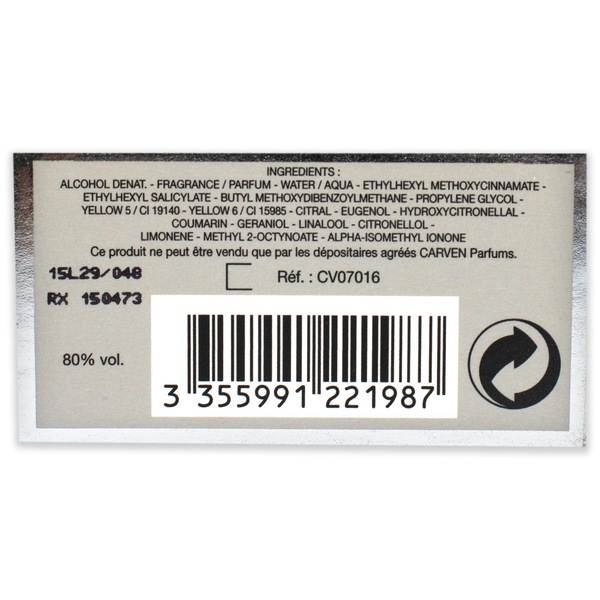 INGREDIENTS :
ALCOHOL DENAT. - FRAGRANCE / PARFUM - WATER / AQUA - ETHYLHEXYL METHOXYCINNAMATE -
ETHYLHEXYL SALICYLATE - BUTYL METHOXYDIBENZOYLMETHANE - PROPYLENE GLYCOL -
YELLOW 5 / CI 19140 - YELLOW 6 / CI 15985 - CITRAL - EUGENOL - HYDROXYCITRONELLAL -
COUMARIN - GERANIOL - LINALOOL - CITRONELLOL -
LIMONENE - METHYL 2-OCTYNOATE - ALPHA-ISOMETHYL IONONE
Ce produit ne peut être vendu que par les dépositaires agréés CARVEN Parfums.
15L29/048
Réf. : CV07016
RX 150473
80% vol.
3 355991 221987